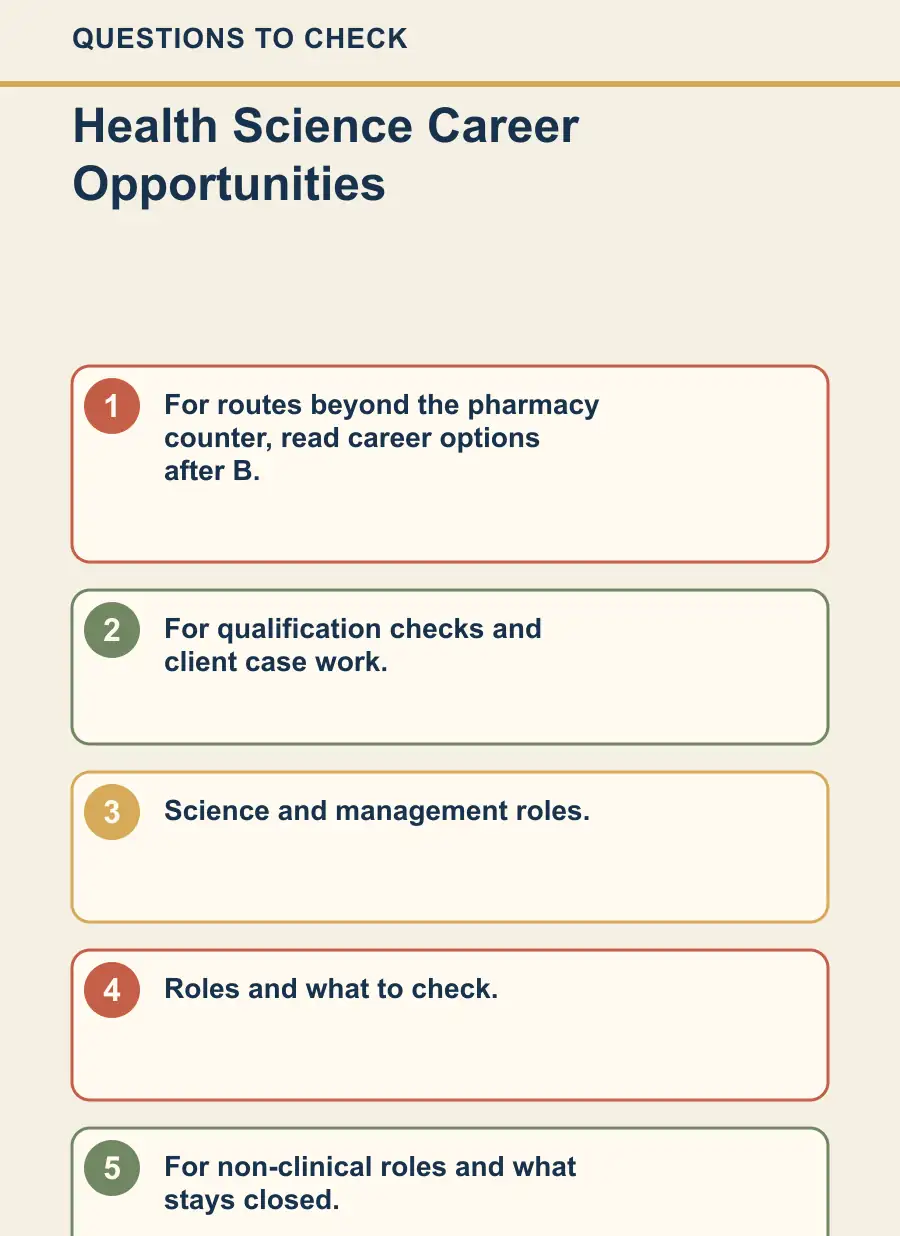 QUESTIONS TO CHECK
Health Science Career
Opportunities
1
For routes beyond the pharmacy
counter, read career options
after B.
2
For qualification checks and
client case work.
3
Science and management roles.
4
Roles and what to check.
5
For non-clinical roles and what
stays closed.